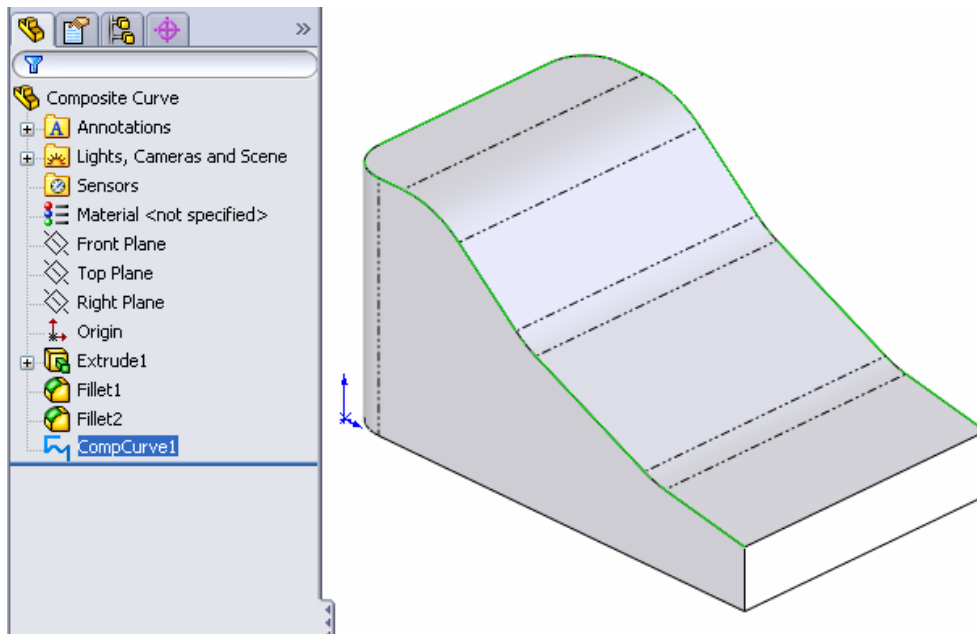 Composite Curve
Annotations
Lights, Cameras and Scene
Sensors
Material <not specified>
Front Plane
Top Plane
Right Plane
Origin
Extrude1
Fillet1
Fillet2
CompCurve1